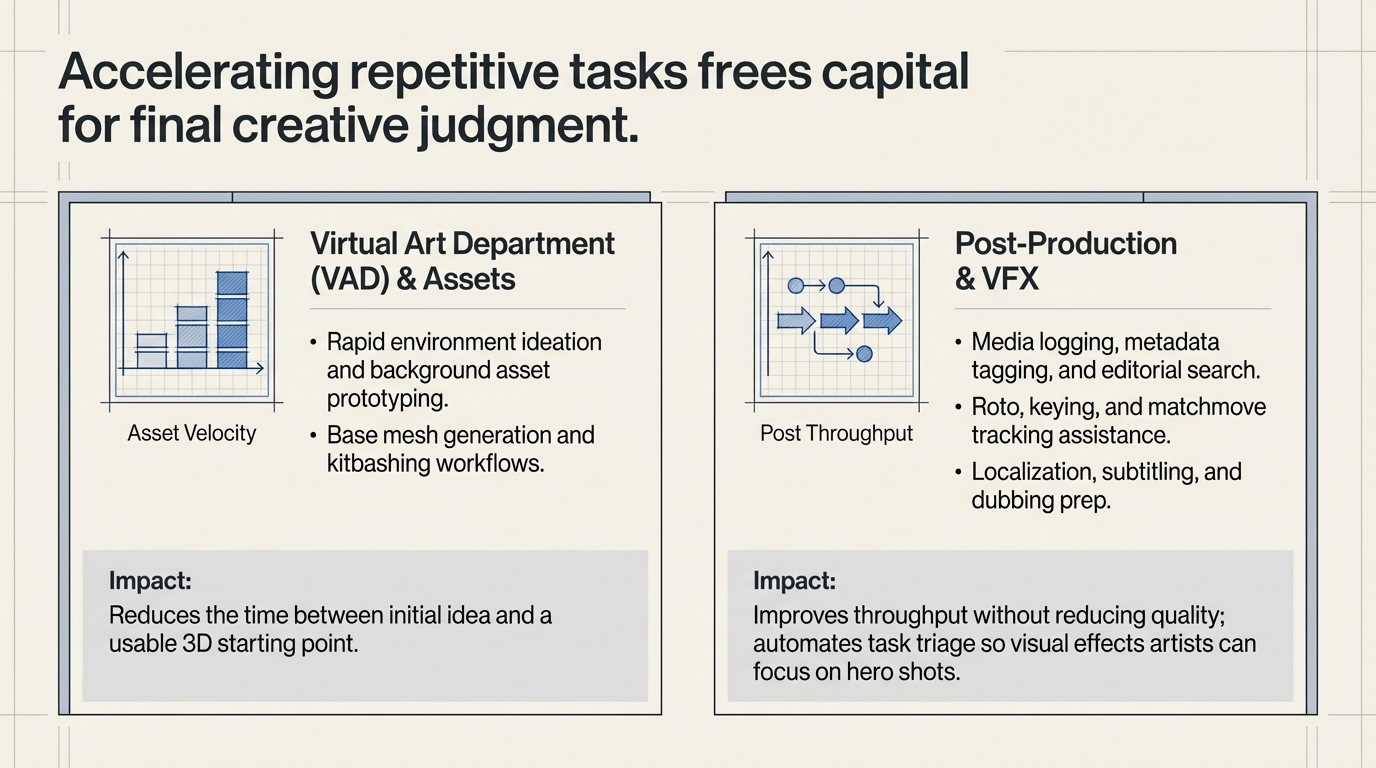 Accelerating repetitive tasks frees capital
for final creative judgment.
Asset Velocity
Virtual Art Department
(VAD) & Assets
• Rapid environment ideation
and background asset
prototyping.
• Base mesh generation and
kitbashing workflows.
Impact:
Reduces the time between initial idea and a
usable 3D starting point.
Post Throughput
Post-Production
& VFX
• Media logging, metadata
tagging, and editorial search.
• Roto, keying, and matchmove
tracking assistance.
• Localization, subtitling, and
dubbing prep.
Impact:
Improves throughput without reducing quality;
automates task triage so visual effects artists can
focus on hero shots.